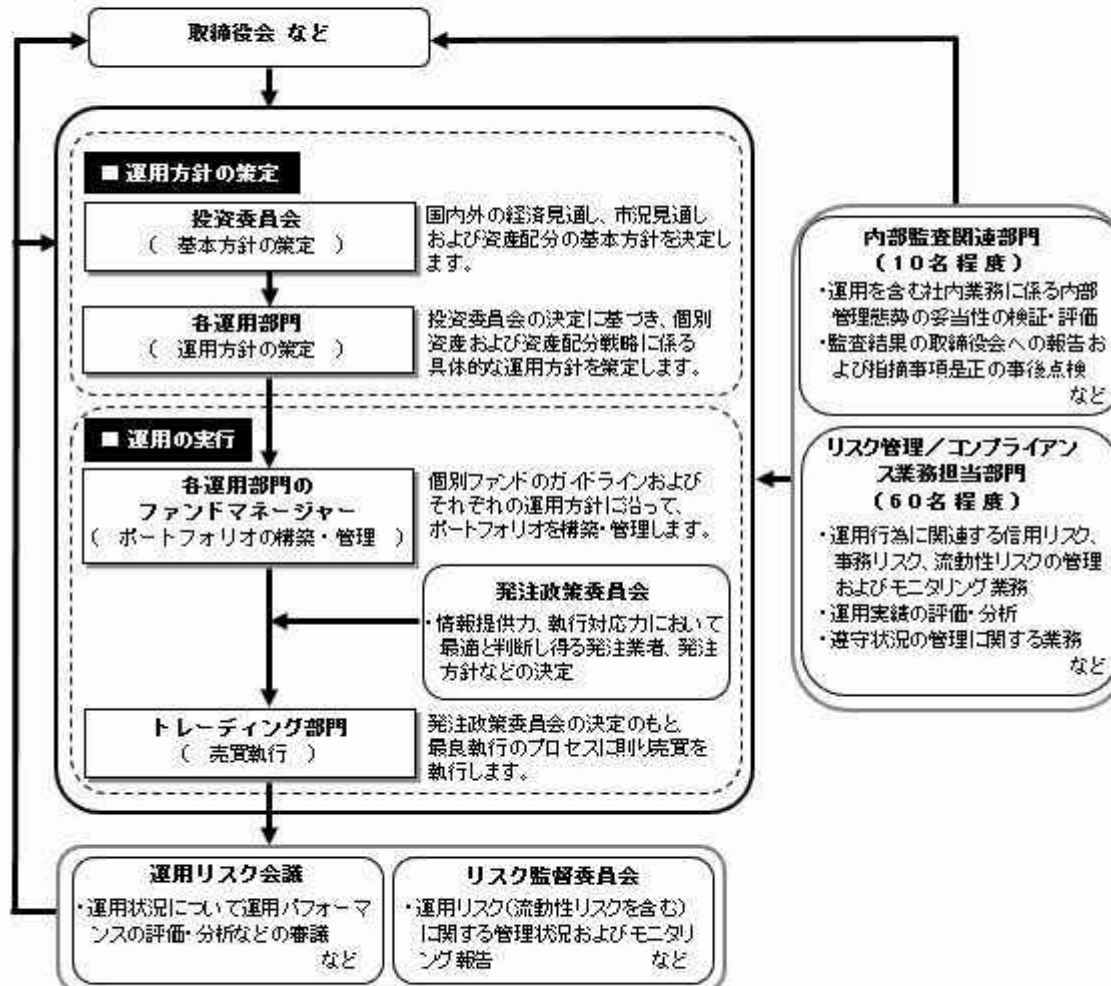 取締役会 など
■ 運用方針の策定
投資委員会
( 基本方針の策定 )
国内外の経済見通し、市況見通し
および資産配分の基本方針を決定し
ます。
各運用部門
( 運用方針の策定 )
投資委員会の決定に基づき、個別
資産および資産配分戦略に係る
具体的な運用方針を策定します。
■ 運用の実行
各運用部門の
ファンドマネージャー
( ポートフォリオの構築・管理 )
個別ファンドのガイドラインおよび
それぞれの運用方針に沿って、
ポートフォリオを構築・管理します。
発注政策委員会
・情報提供力、執行対応力において
最適と判断し得る発注業者、発注
方針などの決定
トレーディング部門
( 売買執行 )
発注政策委員会の決定のもと、
最良執行のプロセスに則り売買を
執行します。
運用リスク会議
・運用状況について運用パフォーマ
ンスの評価・分析などの審議
など
リスク監督委員会
・運用リスク(流動性リスクを含む)
に関する管理状況およびモニタリ
ング報告 など
内部監査関連部門
(10名程度)
・運用を含む社内業務に係る内部
管理態勢の妥当性の検証・評価
・監査結果の取締役会への報告お
よび指摘事項是正の事後点検
など
リスク管理/コンプライアン
ス業務担当部門
(60名程度)
・運用行為に関連する信用リスク、
事務リスク、流動性リスクの管理
およびモニタリング業務
・運用実績の評価・分析
・遵守状況の管理に関する業務
など